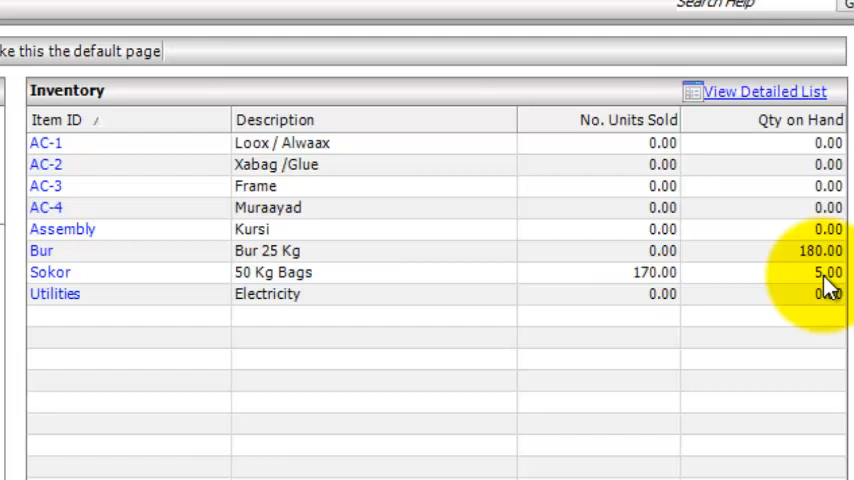 Search Help
ke this the default page
Inventory View Detailed List
Item ID Description No. Units Sold Qty on Hand
AC-1 Loox / Alwaax 0.00 0.00
AC-2 Xabag /Glue 0.00 0.00
AC-3 Frame 0.00 0.00
AC-4 Muraayad 0.00 0.00
Assembly Kursi 0.00 0.00
Bur Bur 25 Kg 0.00 180.00
Sokor 50 Kg Bags 170.00 5.00
Utilities Electricity 0.00 0.00